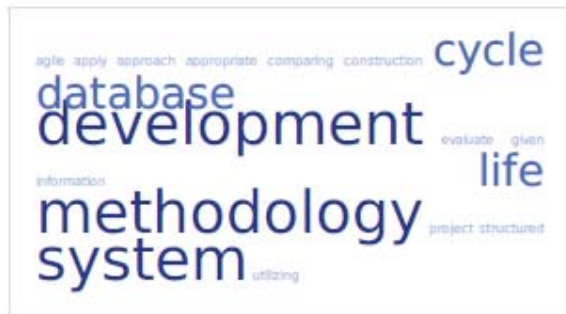 agile apply approach appropriate comparing construction cycle
database
development evaluate given
life
information
methodology project structured
system utilizing